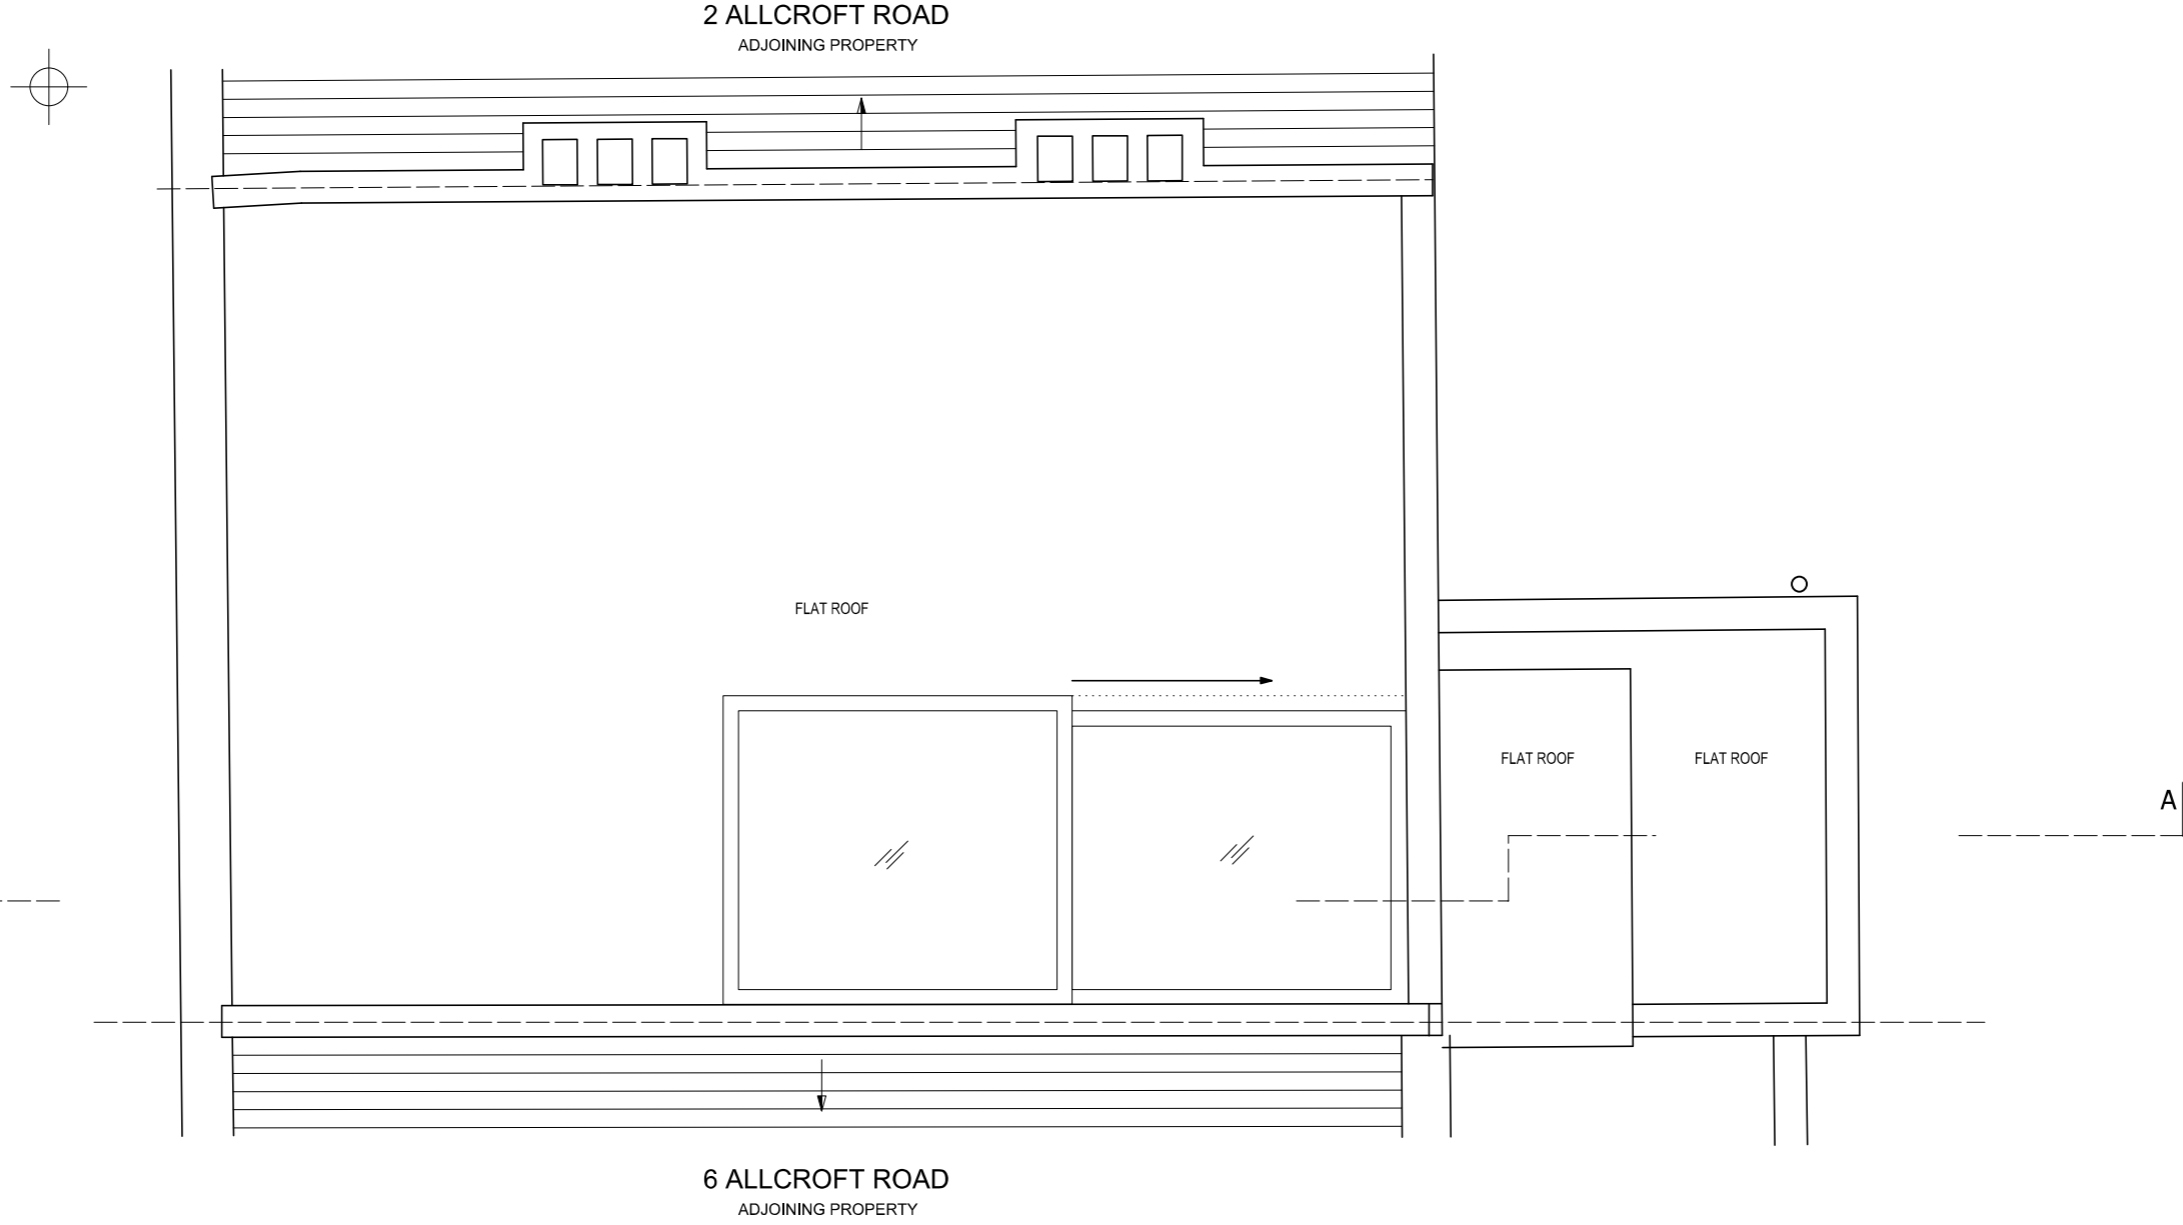 2 ALLCROFT ROAD
ADJOINING PROPERTY
FLAT ROOF
FLAT ROOF
FLAT ROOF
A
6 ALLCROFT ROAD
ADJOINING PROPERTY